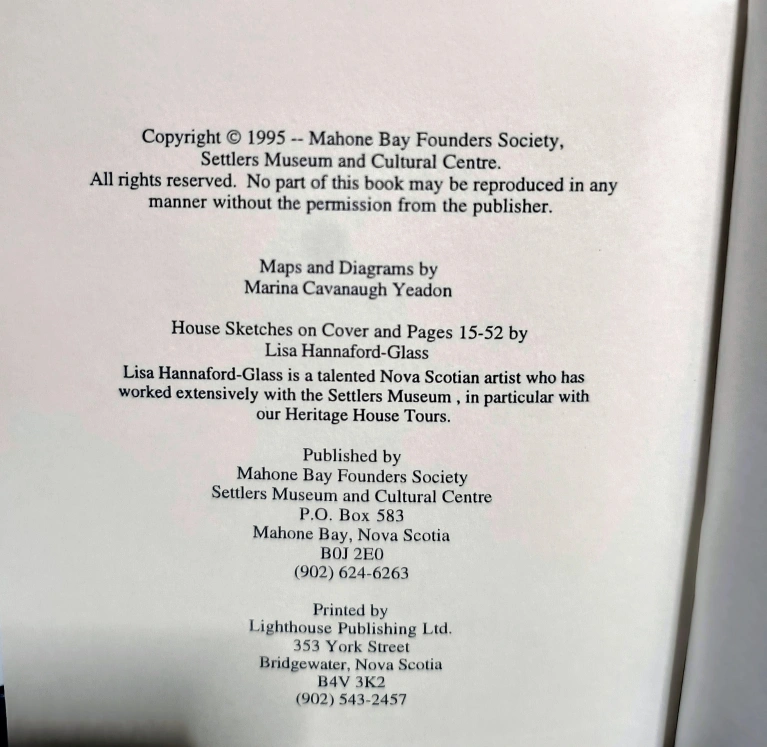 Copyright © 1995 -- Mahone Bay Founders Society,
Settlers Museum and Cultural Centre.
All rights reserved. No part of this book may be reproduced in any
manner without the permission from the publisher.
Maps and Diagrams by
Marina Cavanaugh Yeadon
House Sketches on Cover and Pages 15-52 by
Lisa Hannaford-Glass
Lisa Hannaford-Glass is a talented Nova Scotian artist who has
worked extensively with the Settlers Museum , in particular with
our Heritage House Tours.
Published by
Mahone Bay Founders Society
Settlers Museum and Cultural Centre
P.O. Box 583
Mahone Bay, Nova Scotia
B0J 2E0
(902) 624-6263
Printed by
Lighthouse Publishing Ltd.
353 York Street
Bridgewater, Nova Scotia
B4V 3K2
(902) 543-2457